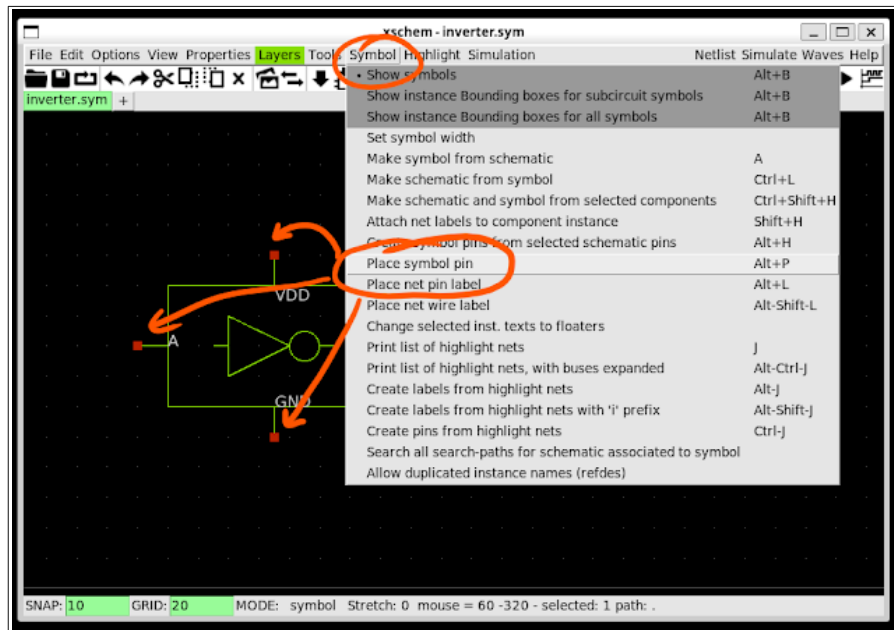 xschem - inverter.sym
File Edit Options View Properties Layers Tools Symbol Highlight Simulation Netlist Simulate Waves Help
inverter.sym +
Show symbols Alt+B
Show instance Bounding boxes for subcircuit symbols Alt+B
Show instance Bounding boxes for all symbols Alt+B
Set symbol width
Make symbol from schematic A
Make schematic from symbol Ctrl+L
Make schematic and symbol from selected components Ctrl+Shift+H
Attach net labels to component instance Shift+H
Create symbol pins from selected schematic pins Alt+H
Place symbol pin Alt+P
Place net pin label Alt+L
Place net wire label Alt-Shift-L
Change selected inst. texts to floaters
Print list of highlight nets J
Print list of highlight nets, with buses expanded Alt-Ctrl-J
Create labels from highlight nets Alt-J
Create labels from highlight nets with 'i' prefix Alt-Shift-J
Create pins from highlight nets Ctrl-J
Search all search-paths for schematic associated to symbol
Allow duplicated instance names (refdes)
VDD
A
GND
SNAP: 10 GRID: 20 MODE: symbol Stretch: 0 mouse = 60 -320 - selected: 1 path: .